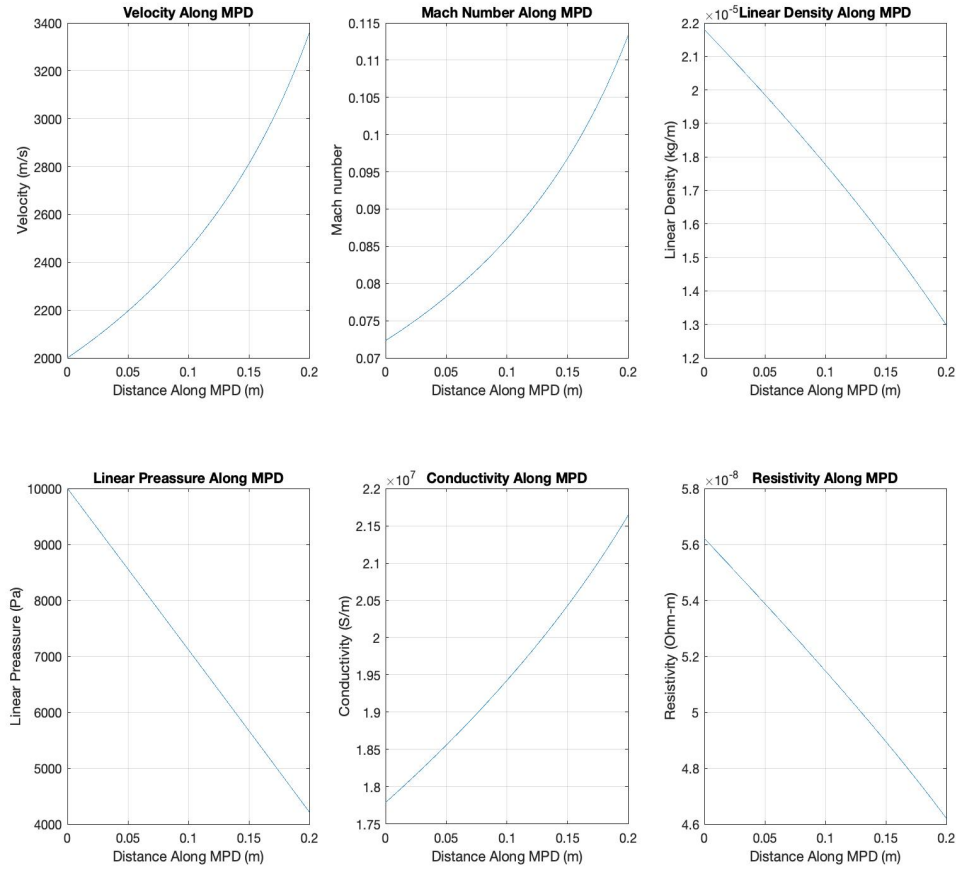 Velocity Along MPD
3400
3200
3000
2800
2600
2400
2200
2000
Velocity (m/s)
0 0.05 0.1 0.15 0.2
Distance Along MPD (m)
Mach Number Along MPD
0.115
0.11
0.105
0.1
0.095
0.09
0.085
0.08
0.075
0.07
Mach number
0 0.05 0.1 0.15 0.2
Distance Along MPD (m)
×10-5 Linear Density Along MPD
2.2
2.1
2
1.9
1.8
1.7
1.6
1.5
1.4
1.3
1.2
Linear Density (kg/m)
0 0.05 0.1 0.15 0.2
Distance Along MPD (m)
Linear Preassure Along MPD
10000
9000
8000
7000
6000
5000
4000
Linear Preassure (Pa)
0 0.05 0.1 0.15 0.2
Distance Along MPD (m)
×10^7 Conductivity Along MPD
2.2
2.15
2.1
2.05
2
1.95
1.9
1.85
1.8
1.75
Conductivity (S/m)
0 0.05 0.1 0.15 0.2
Distance Along MPD (m)
×10-8 Resistivity Along MPD
5.8
5.6
5.4
5.2
5
4.8
4.6
Resistivity (Ohm-m)
0 0.05 0.1 0.15 0.2
Distance Along MPD (m)